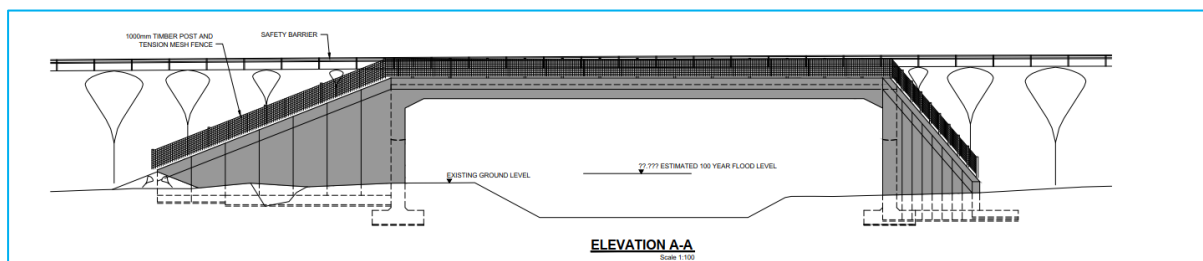 1000mm TIMBER POST AND
TENSION MESH FENCE
SAFETY BARRIER
??.??? ESTIMATED 100 YEAR FLOOD LEVEL
EXISTING GROUND LEVEL
ELEVATION A-A
Scale 1:100